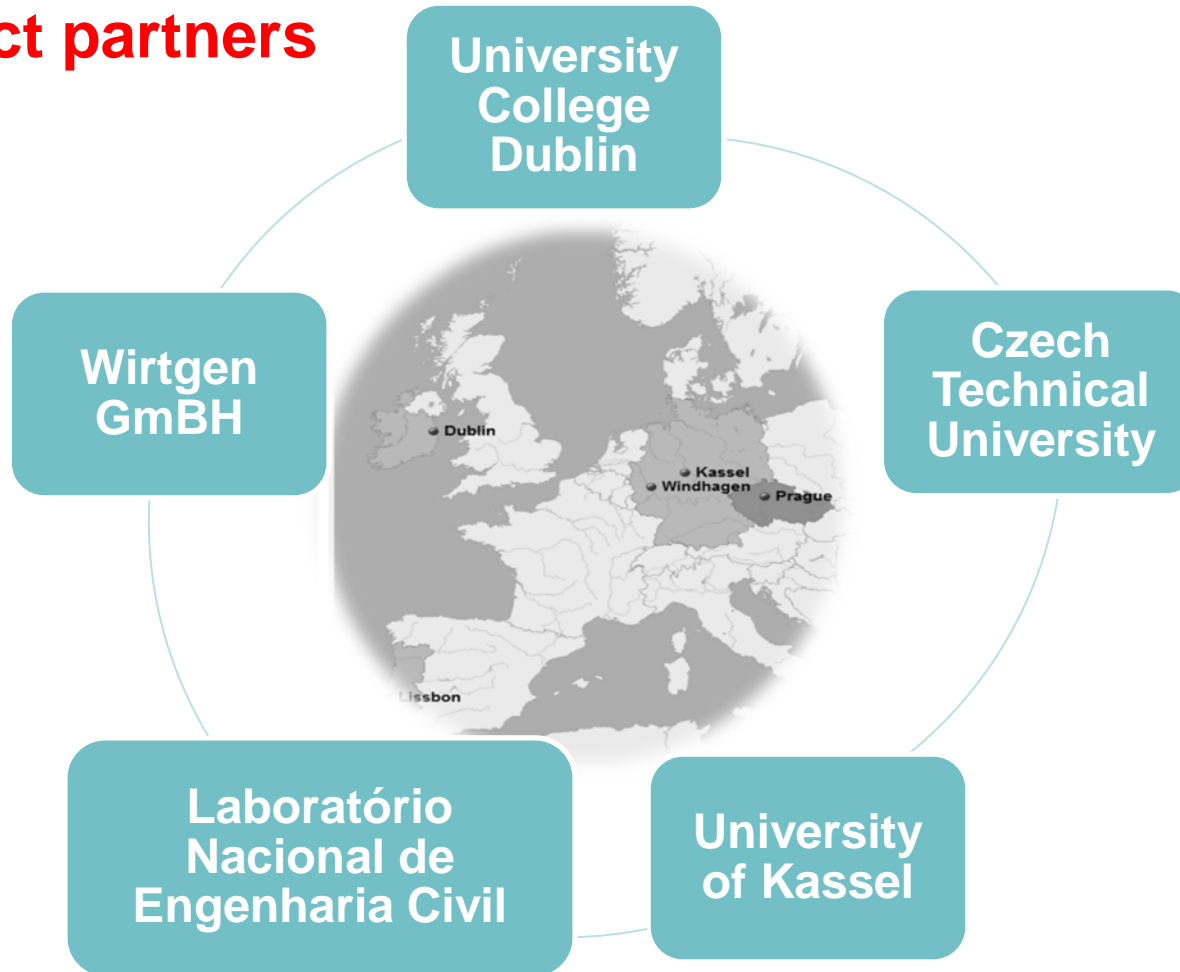 ct partners
University
College
Dublin
Wirtgen
GmBH
Czech
Technical
University
Dublin
Kassel
Windhagen
Prague
issbon
Laboratório
Nacional de
Engenharia Civil
University
of Kassel